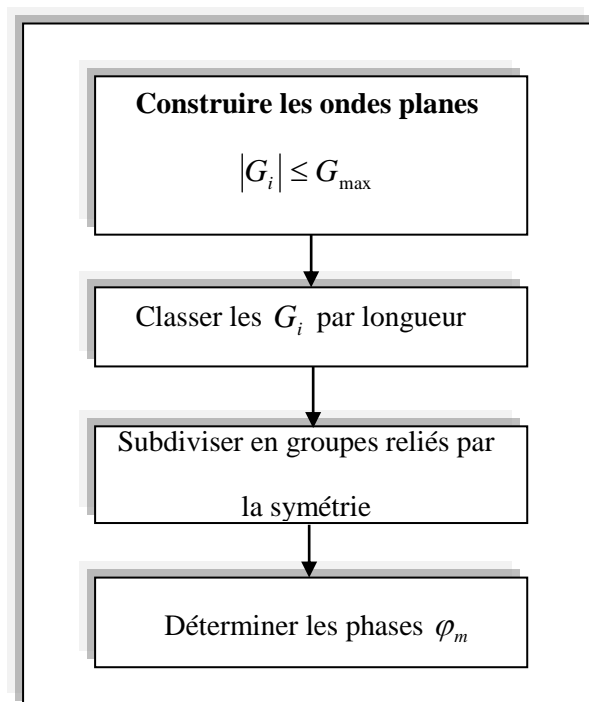 Construire les ondes planes
|G_i| ≤ G_max
Classer les G_i par longueur
Subdiviser en groupes reliés par
la symétrie
Déterminer les phases φ_m